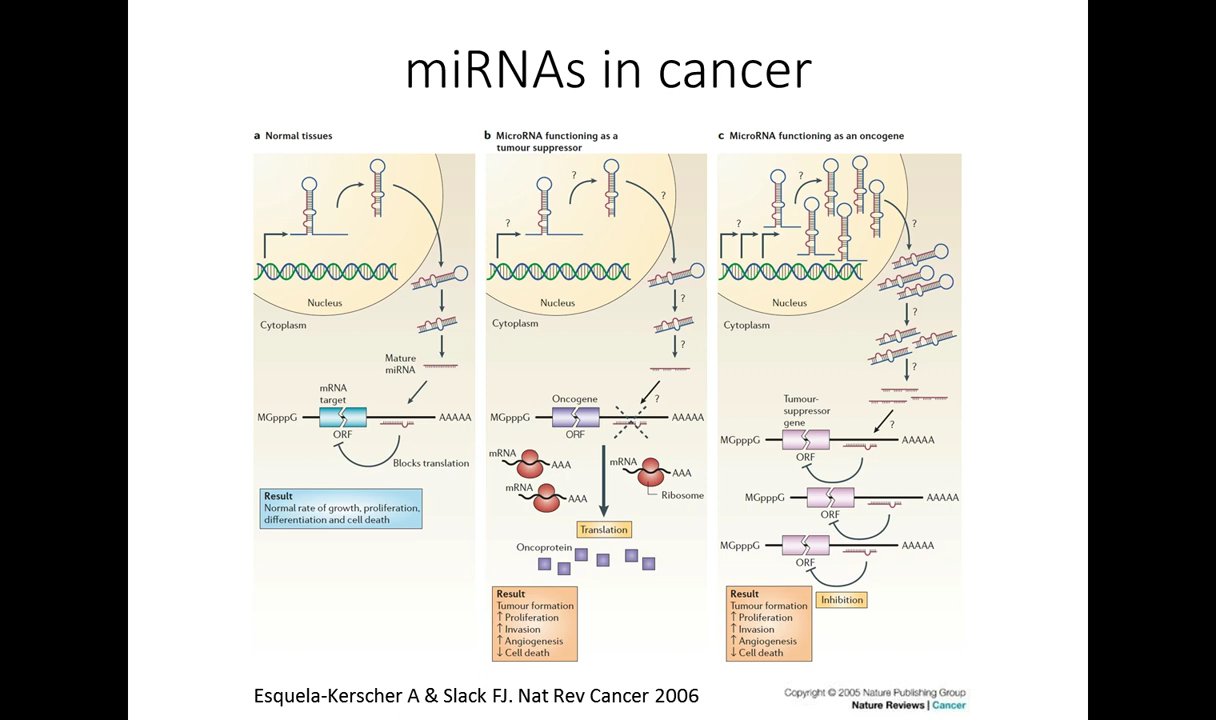 miRNAs in cancer
a Normal tissues
Nucleus
Cytoplasm
Mature
miRNA
mRNA
target
MGpppG
AAAAA
ORF
Blocks translation
Result
Normal rate of growth, proliferation,
differentiation and cell death
b MicroRNA functioning as a
tumour suppressor
?
?
?
Nucleus
Cytoplasm
?
?
?
Oncogene
MGpppG
AAAAA
ORF
mRNA
AAA
mRNA
AAA
mRNA
AAA
Ribosome
Translation
Oncoprotein
Result
Tumour formation
↑ Proliferation
↑ Invasion
↑ Angiogenesis
↓ Cell death
c MicroRNA functioning as an oncogene
?
?
?
Nucleus
Cytoplasm
?
?
?
Tumour-
suppressor
gene
MGpppG
AAAAA
ORF
MGpppG
AAAAA
ORF
MGpppG
AAAAA
ORF
Inhibition
Result
Tumour formation
↑ Proliferation
↑ Invasion
↑ Angiogenesis
↓ Cell death
Esquela-Kerscher A & Slack FJ. Nat Rev Cancer 2006
Copyright © 2005 Nature Publishing Group
Nature Reviews | Cancer